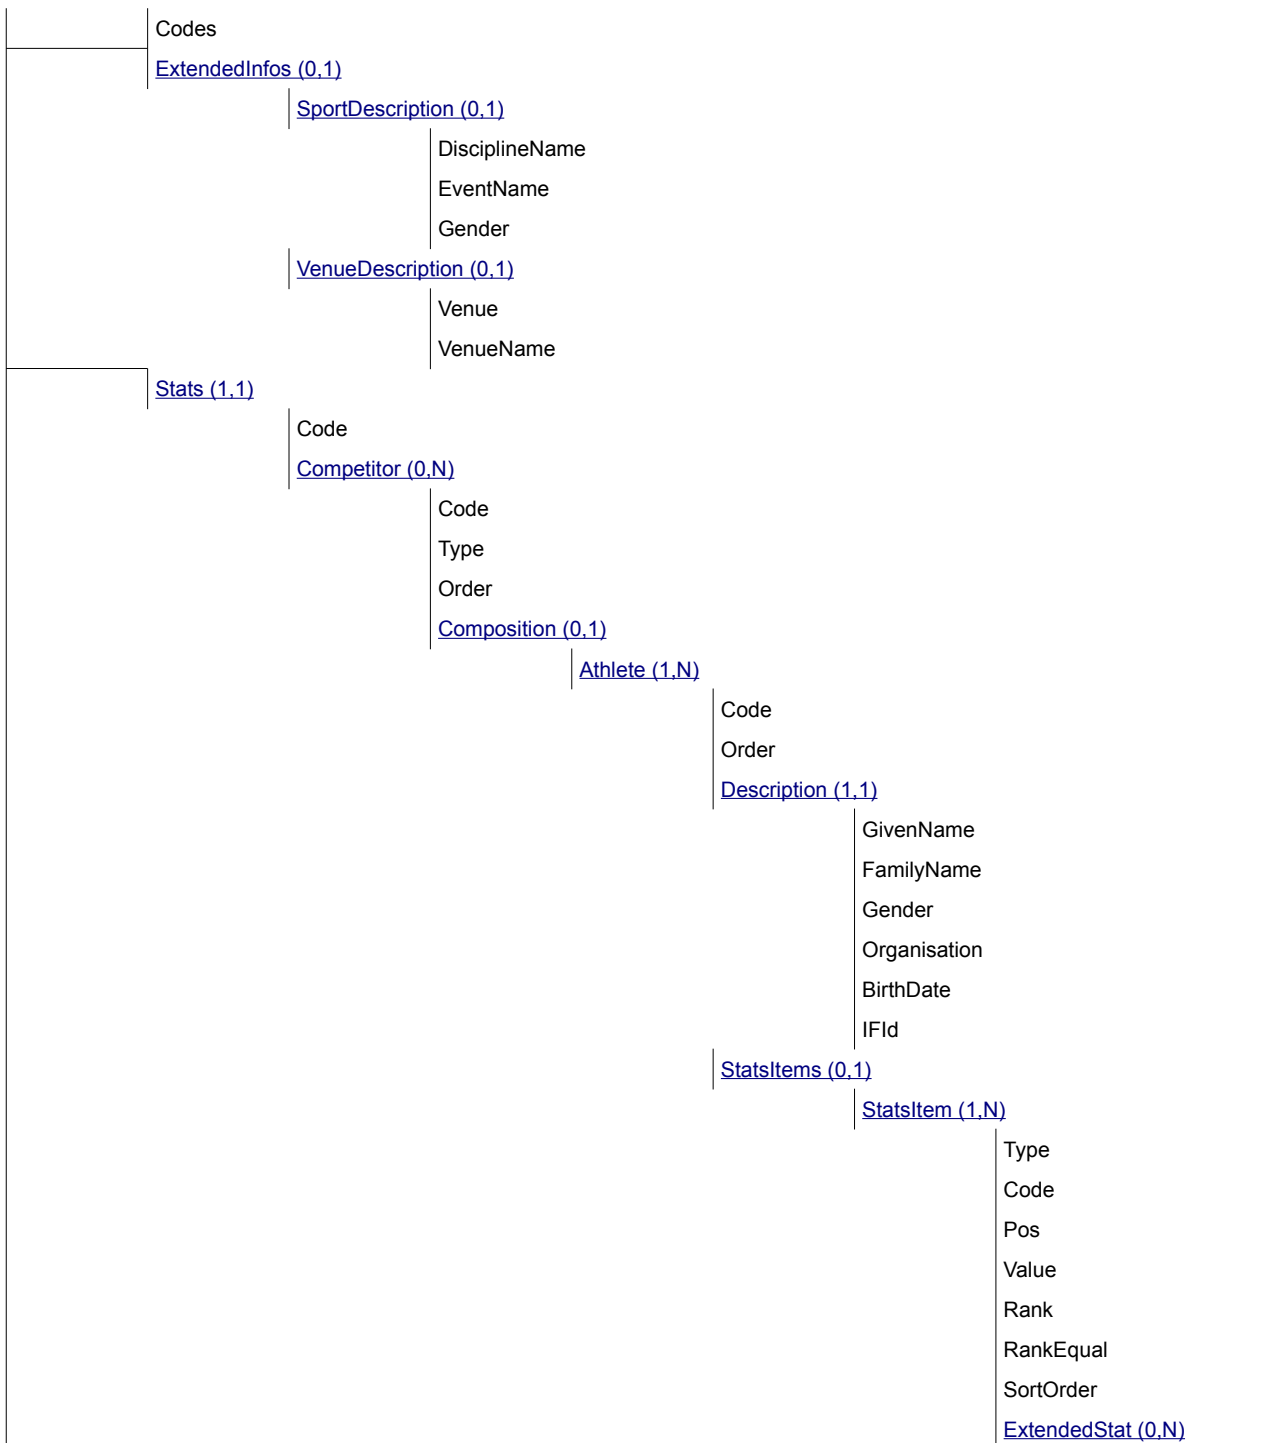 Codes
ExtendedInfos (0,1)
SportDescription (0,1)
DisciplineName
EventName
Gender
VenueDescription (0,1)
Venue
VenueName
Stats (1,1)
Code
Competitor (0,N)
Code
Type
Order
Composition (0,1)
Athlete (1,N)
Code
Order
Description (1,1)
GivenName
FamilyName
Gender
Organisation
BirthDate
IFId
StatsItems (0,1)
StatsItem (1,N)
Type
Code
Pos
Value
Rank
RankEqual
SortOrder
ExtendedStat (0,N)